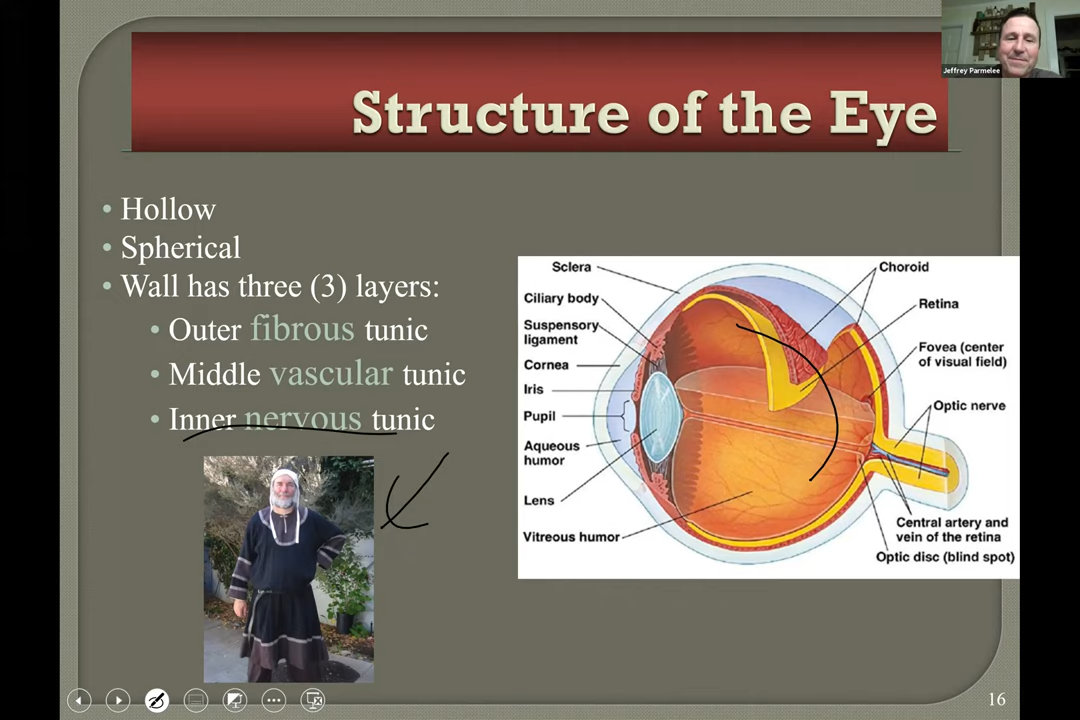 Jeffrey Parmelee
Structure of the Eye
• Hollow
• Spherical
• Wall has three (3) layers:
• Outer fibrous tunic
• Middle vascular tunic
• Inner nervous tunic
Sclera
Ciliary body
Suspensory
ligament
Cornea
Iris
Pupil
Aqueous
humor
Lens
Vitreous humor
Choroid
Retina
Fovea (center
of visual field)
Optic nerve
Central artery and
vein of the retina
Optic disc (blind spot)
16